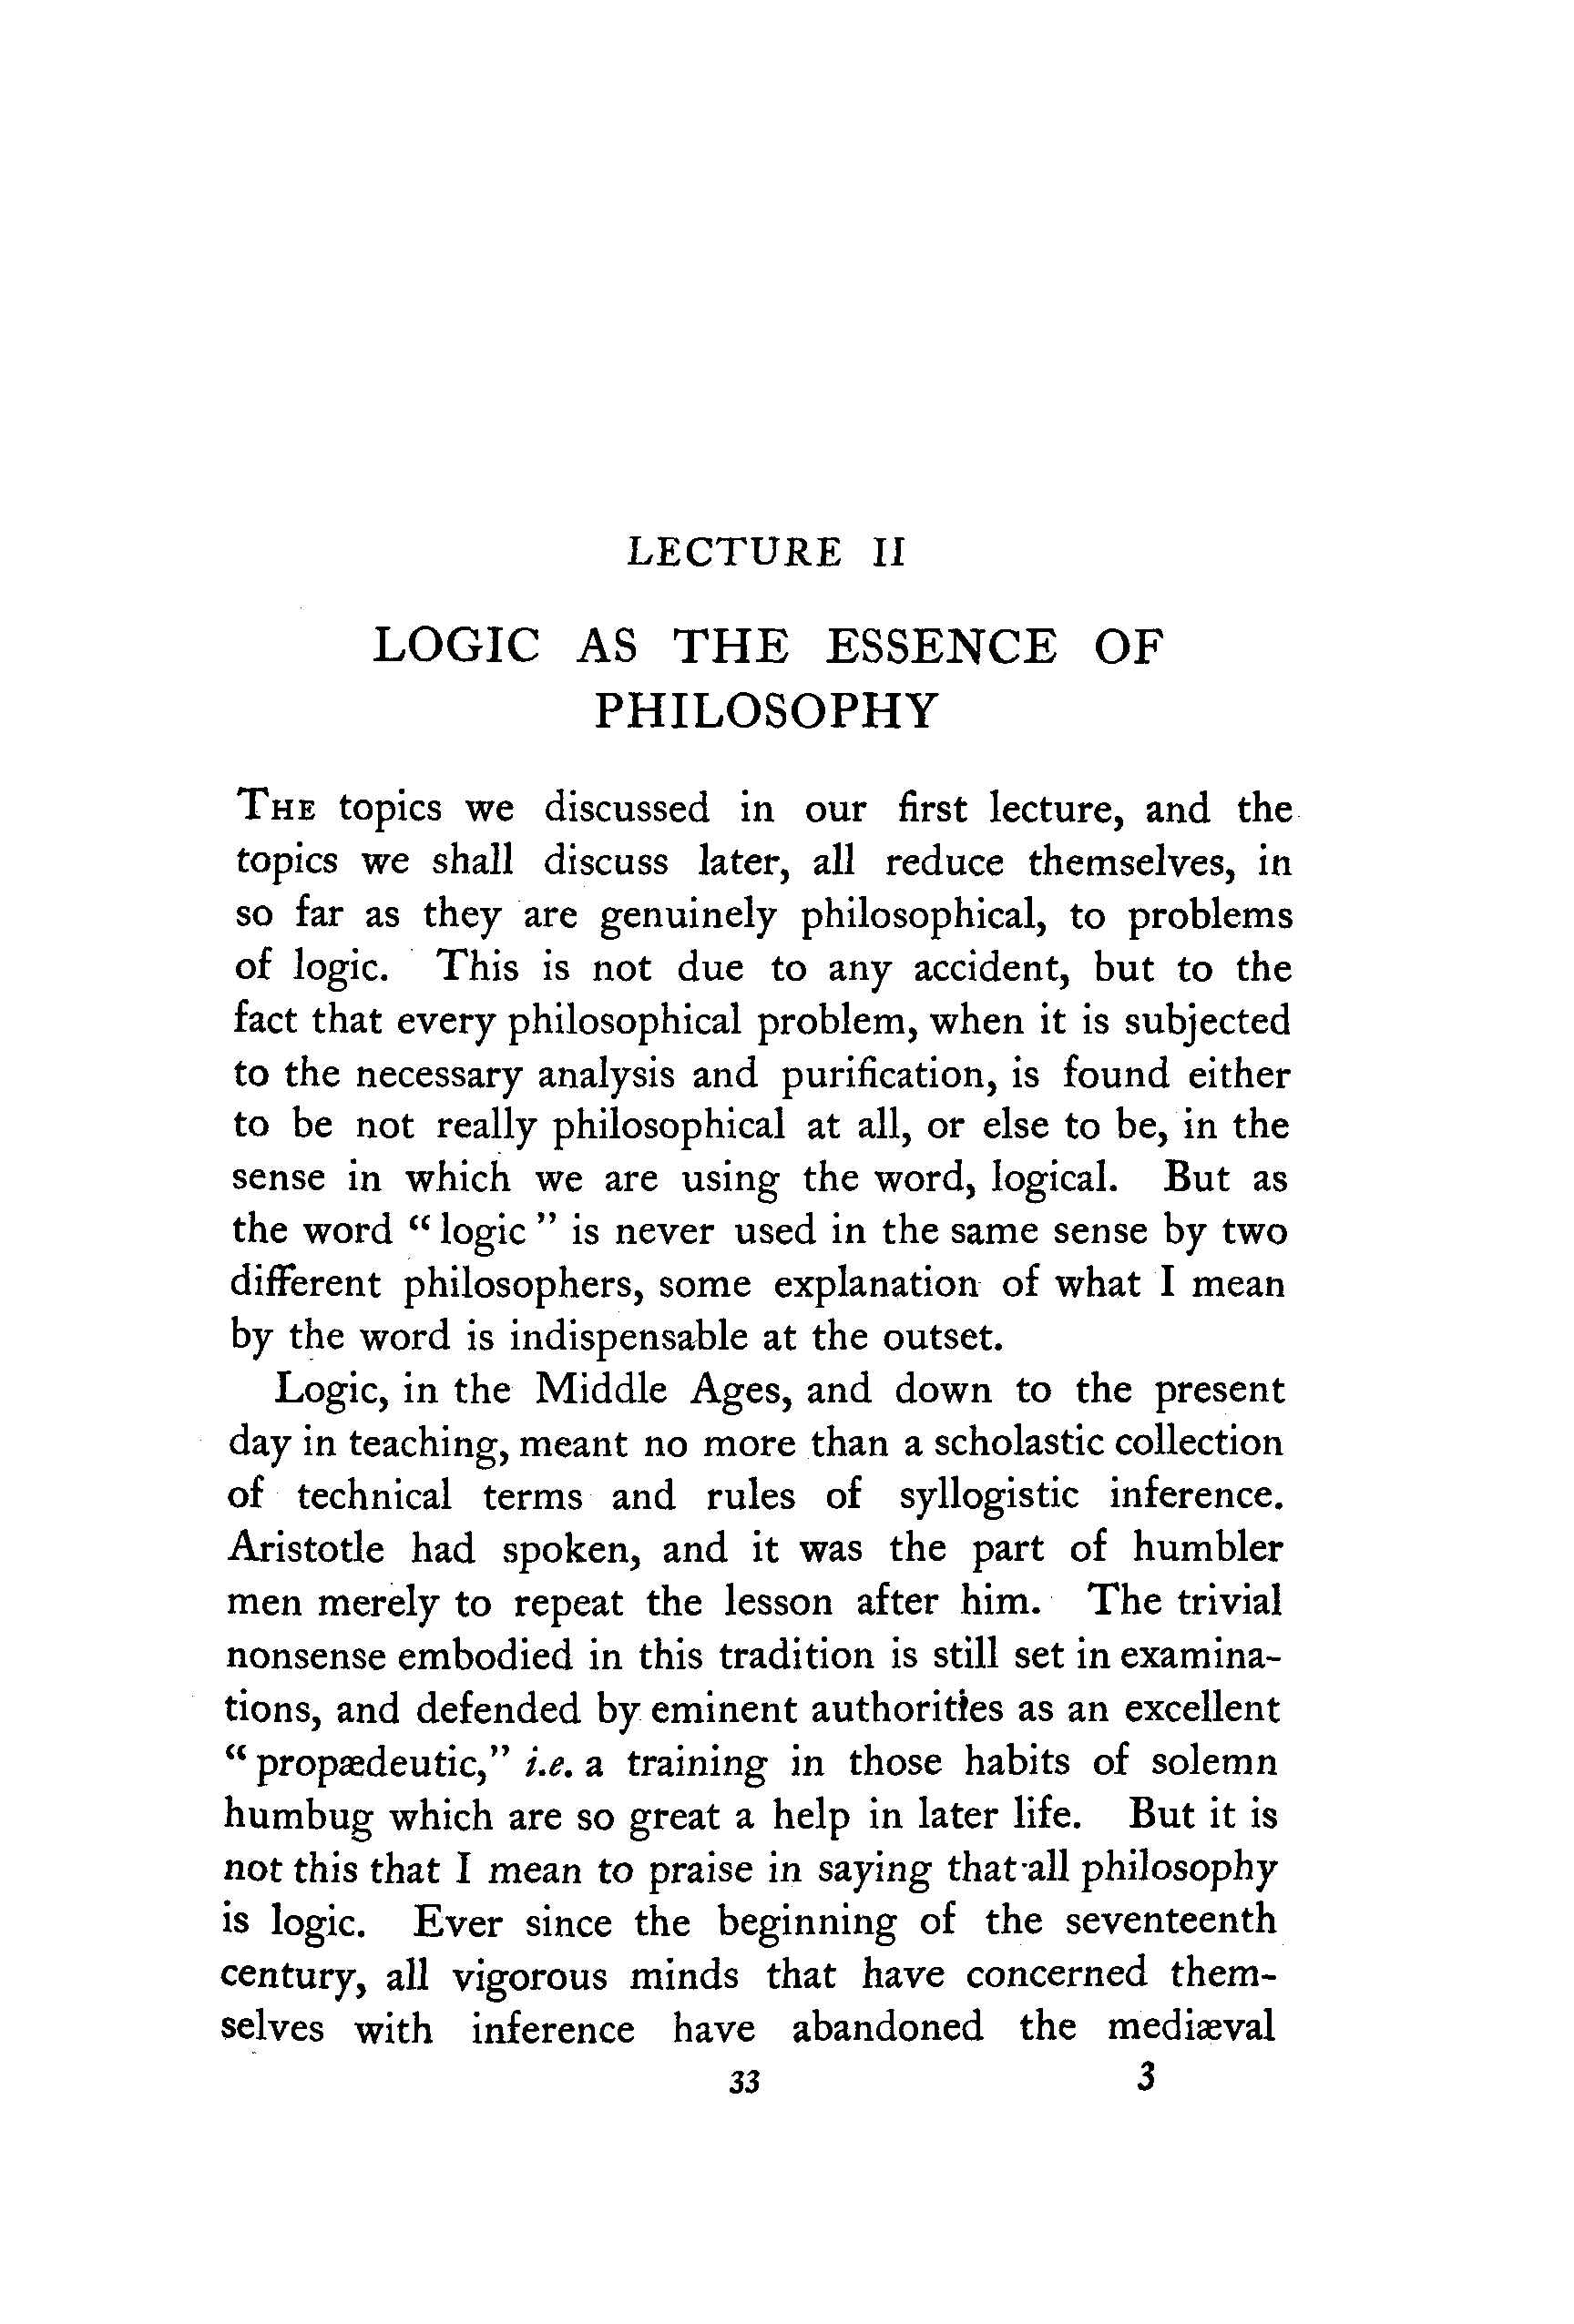 LECTURE II
LOGIC AS THE ESSENCE OF
PHILOSOPHY
THE topics we discussed in our first lecture, and the
topics we shall discuss later, all reduce themselves, in
so far as they are genuinely philosophical, to problems
of logic. This is not due to any accident, but to the
fact that every philosophical problem, when it is subjected
to the necessary analysis and purification, is found either
to be not really philosophical at all, or else to be, in the
sense in which we are using the word, logical. But as
the word “ logic ” is never used in the same sense by two
different philosophers, some explanation of what I mean
by the word is indispensable at the outset.
Logic, in the Middle Ages, and down to the present
day in teaching, meant no more than a scholastic collection
of technical terms and rules of syllogistic inference.
Aristotle had spoken, and it was the part of humbler
men merely to repeat the lesson after him. The trivial
nonsense embodied in this tradition is still set in examina-
tions, and defended by eminent authorities as an excellent
“ propædeutic,” i.e. a training in those habits of solemn
humbug which are so great a help in later life. But it is
not this that I mean to praise in saying that all philosophy
is logic. Ever since the beginning of the seventeenth
century, all vigorous minds that have concerned them-
selves with inference have abandoned the mediæval
33 3